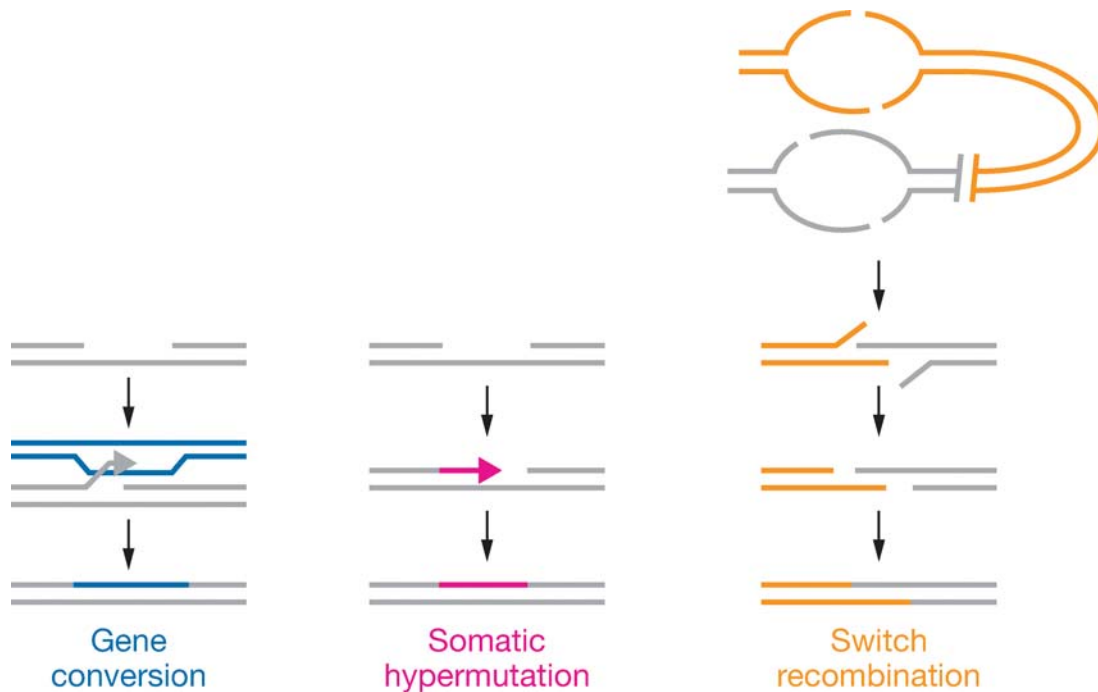 Gene
conversion
Somatic
hypermutation
Switch
recombination